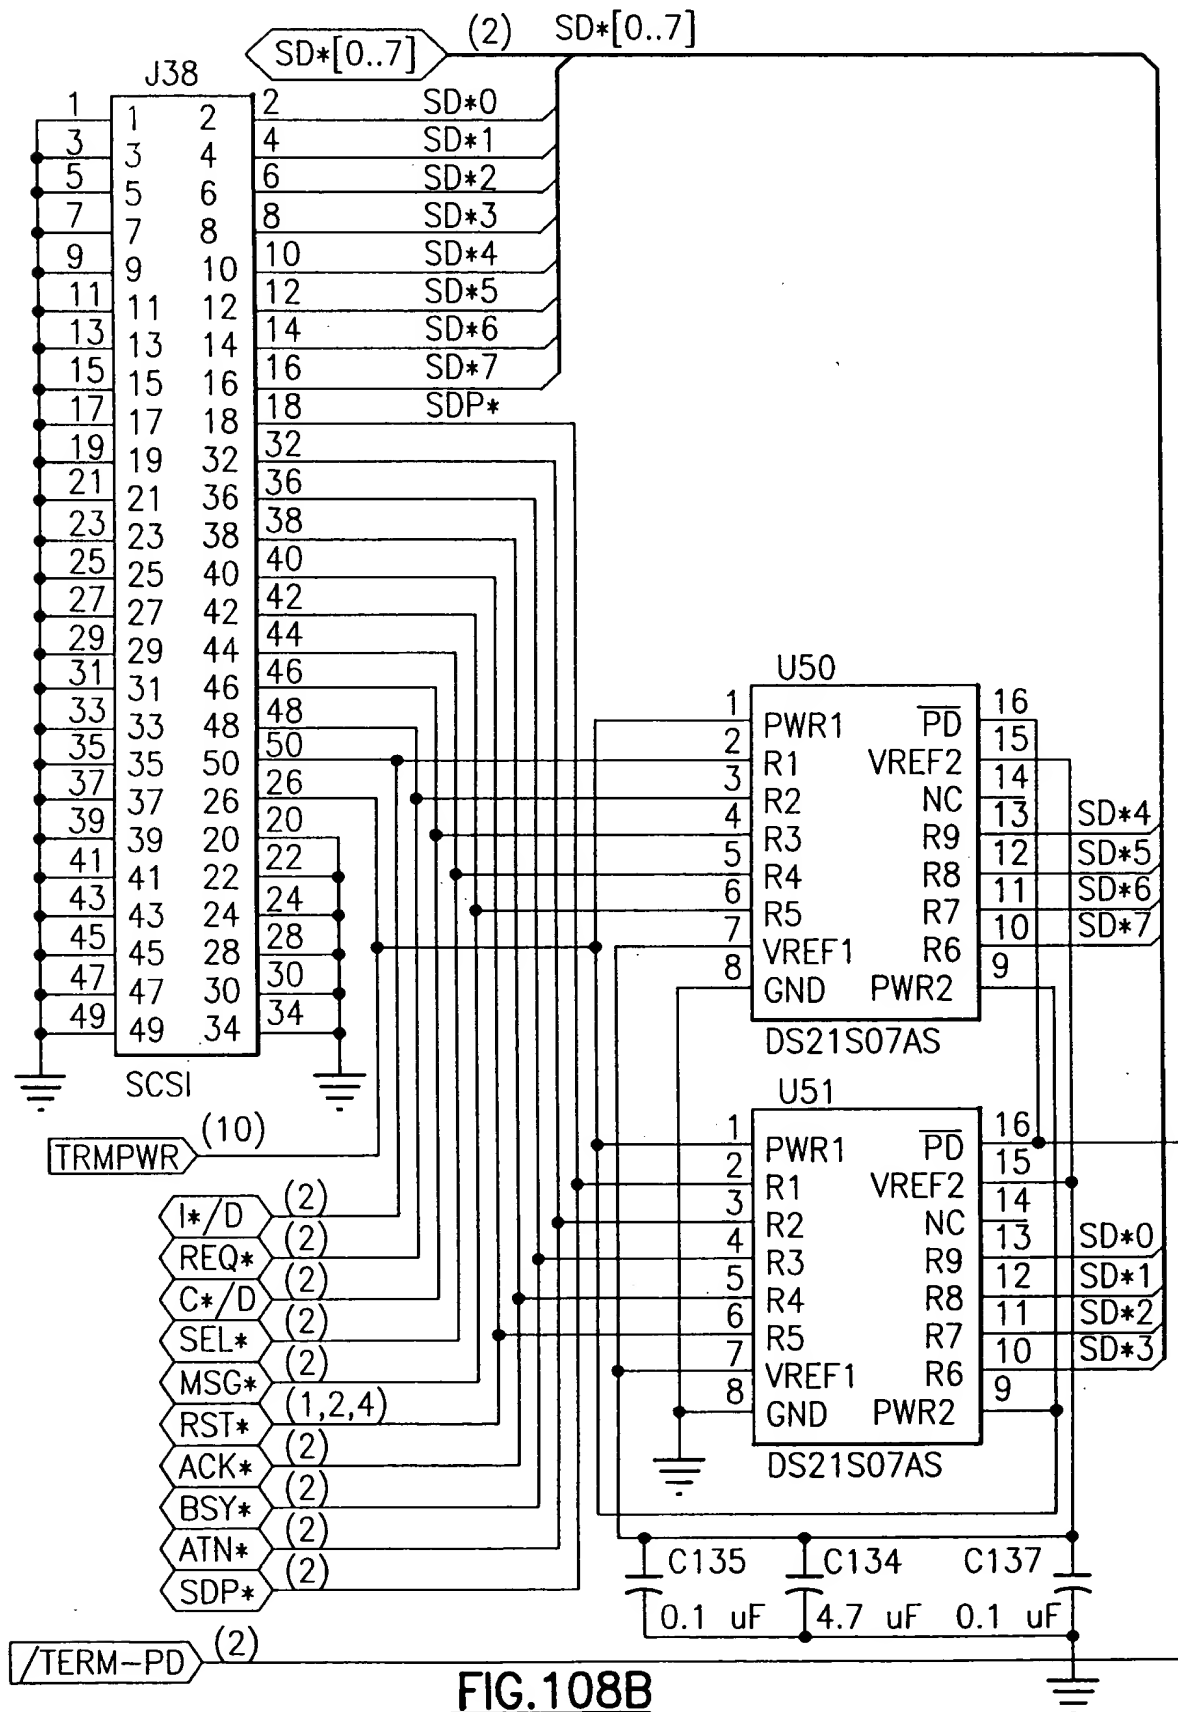 SD*[0..7] (2) SD*[0..7]
J38
1 1 2 2 SD*0
3 3 4 4 SD*1
5 5 6 6 SD*2
7 7 8 8 SD*3
9 9 10 10 SD*4
11 11 12 12 SD*5
13 13 14 14 SD*6
15 15 16 16 SD*7
17 17 18 18 SDP*
19 19 32 32
21 21 36 36
23 23 38 38
25 25 40 40
27 27 42 42
29 29 44 44
31 31 46 46
33 33 48 48
35 35 50 50
37 37 26 26
39 39 20 20
41 41 22 22
43 43 24 24
45 45 28 28
47 47 30 30
49 49 34 34
SCSI
U50
1 PWR1 PD 16
2 R1 VREF2 15
3 R2 NC 14
4 R3 R9 13 SD*4
5 R4 R8 12 SD*5
6 R5 R7 11 SD*6
7 VREF1 R6 10 SD*7
8 GND PWR2 9
DS21S07AS
U51
1 PWR1 PD 16
2 R1 VREF2 15
3 R2 NC 14
4 R3 R9 13 SD*0
5 R4 R8 12 SD*1
6 R5 R7 11 SD*2
7 VREF1 R6 10 SD*3
8 GND PWR2 9
DS21S07AS
TRMPWR (10)
I*/D (2)
REQ* (2)
C*/D (2)
SEL* (2)
MSG* (2)
RST* (1,2,4)
ACK* (2)
BSY* (2)
ATN* (2)
SDP* (2)
C135 C134 C137
0.1 uF 4.7 uF 0.1 uF
/TERM-PD (2)
FIG.108B